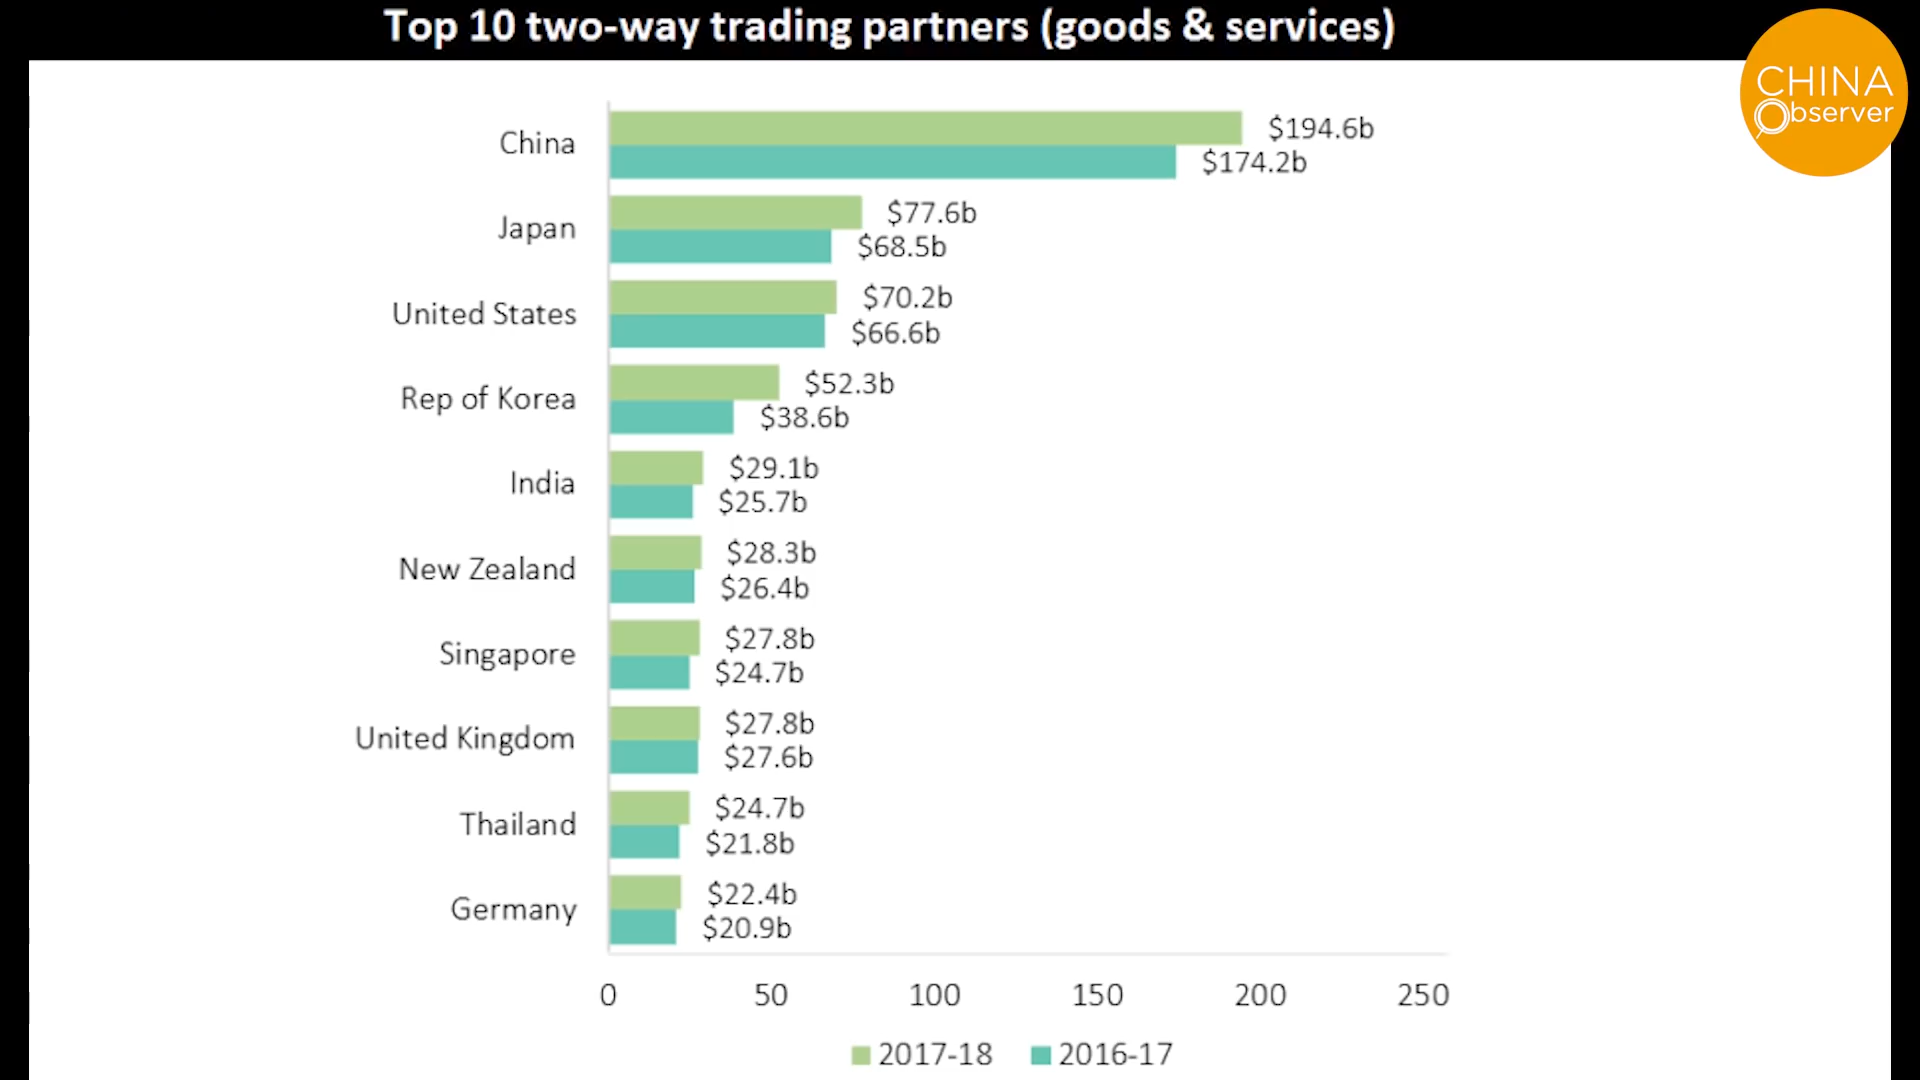 Top 10 two-way trading partners (goods & services)
CHINA
Observer
China
$194.6b
$174.2b
Japan
$77.6b
$68.5b
United States
$70.2b
$66.6b
Rep of Korea
$52.3b
$38.6b
India
$29.1b
$25.7b
New Zealand
$28.3b
$26.4b
Singapore
$27.8b
$24.7b
United Kingdom
$27.8b
$27.6b
Thailand
$24.7b
$21.8b
Germany
$22.4b
$20.9b
0 50 100 150 200 250
2017-18 2016-17